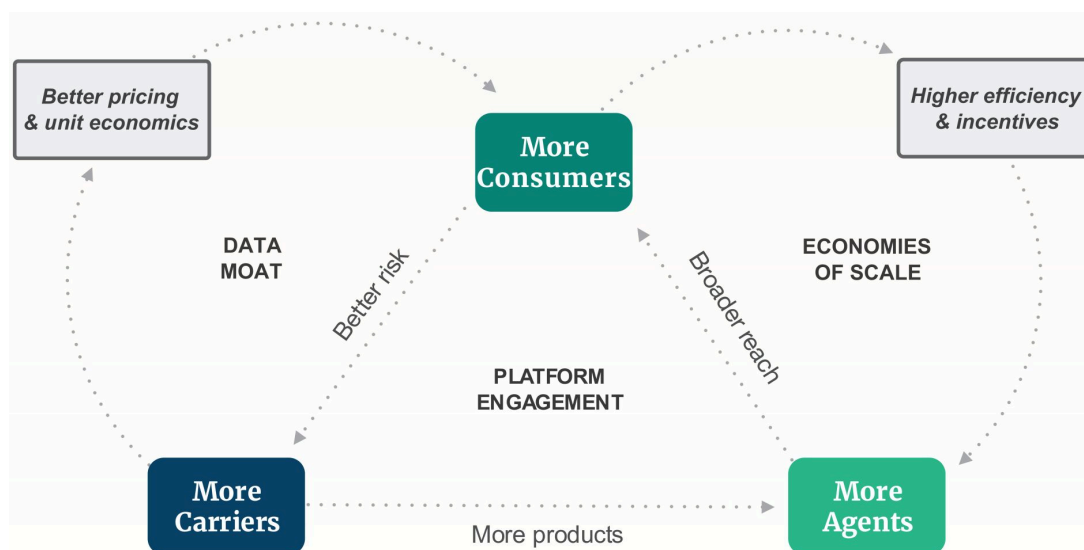 Better pricing
& unit economics
Higher efficiency
& incentives
More
Consumers
DATA
MOAT
Better risk
Broader reach
ECONOMIES
OF SCALE
PLATFORM
ENGAGEMENT
More
Carriers
More products
More
Agents